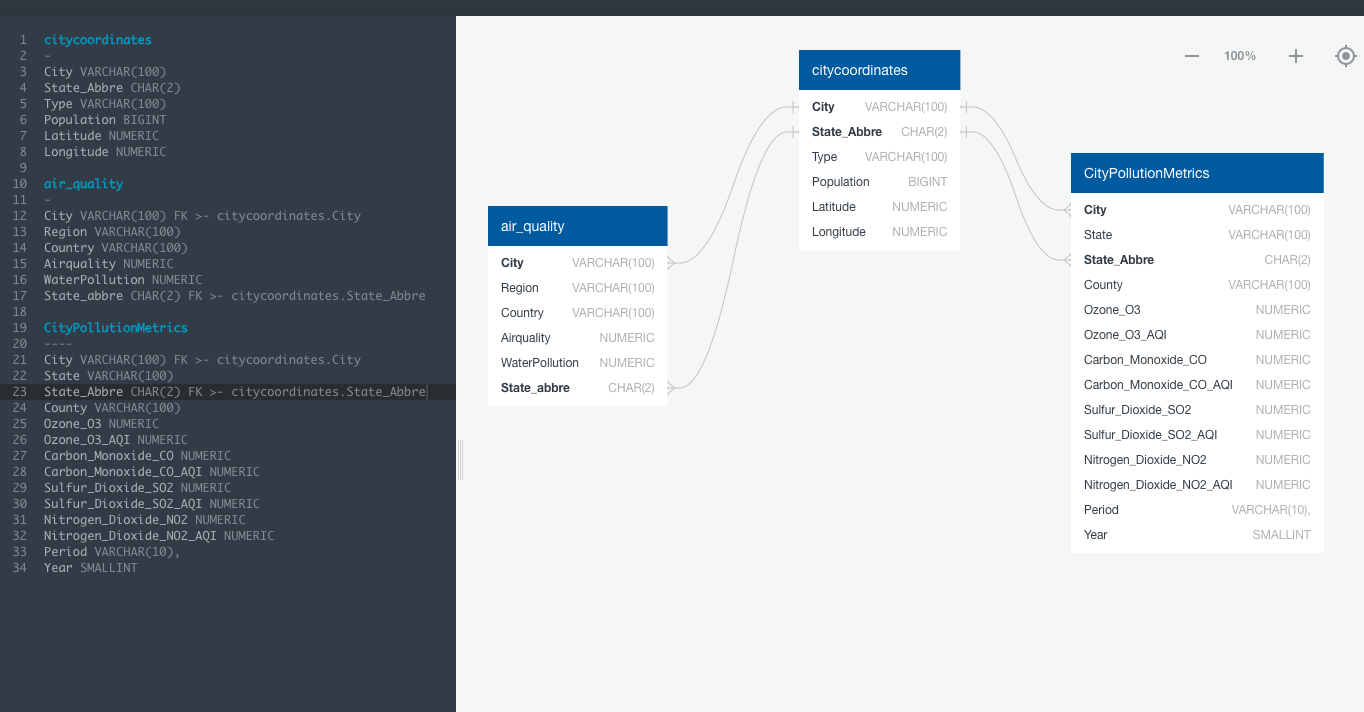 1 citycoordinates
2 -
3 City VARCHAR(100)
4 State_Abbre CHAR(2)
5 Type VARCHAR(100)
6 Population BIGINT
7 Latitude NUMERIC
8 Longitude NUMERIC
9
10 air_quality
11 -
12 City VARCHAR(100) FK >- citycoordinates.City
13 Region VARCHAR(100)
14 Country VARCHAR(100)
15 Airquality NUMERIC
16 WaterPollution NUMERIC
17 State_abbre CHAR(2) FK >- citycoordinates.State_Abbre
18
19 CityPollutionMetrics
20 ----
21 City VARCHAR(100) FK >- citycoordinates.City
22 State VARCHAR(100)
23 State_Abbre CHAR(2) FK >- citycoordinates.State_Abbre
24 County VARCHAR(100)
25 Ozone_O3 NUMERIC
26 Ozone_O3_AQI NUMERIC
27 Carbon_Monoxide_CO NUMERIC
28 Carbon_Monoxide_CO_AQI NUMERIC
29 Sulfur_Dioxide_SO2 NUMERIC
30 Sulfur_Dioxide_SO2_AQI NUMERIC
31 Nitrogen_Dioxide_NO2 NUMERIC
32 Nitrogen_Dioxide_NO2_AQI NUMERIC
33 Period VARCHAR(10),
34 Year SMALLINT
100%
air_quality
City VARCHAR(100)
Region VARCHAR(100)
Country VARCHAR(100)
Airquality NUMERIC
WaterPollution NUMERIC
State_abbre CHAR(2)
citycoordinates
City VARCHAR(100)
State_Abbre CHAR(2)
Type VARCHAR(100)
Population BIGINT
Latitude NUMERIC
Longitude NUMERIC
CityPollutionMetrics
City VARCHAR(100)
State VARCHAR(100)
State_Abbre CHAR(2)
County VARCHAR(100)
Ozone_O3 NUMERIC
Ozone_O3_AQI NUMERIC
Carbon_Monoxide_CO NUMERIC
Carbon_Monoxide_CO_AQI NUMERIC
Sulfur_Dioxide_SO2 NUMERIC
Sulfur_Dioxide_SO2_AQI NUMERIC
Nitrogen_Dioxide_NO2 NUMERIC
Nitrogen_Dioxide_NO2_AQI NUMERIC
Period VARCHAR(10),
Year SMALLINT